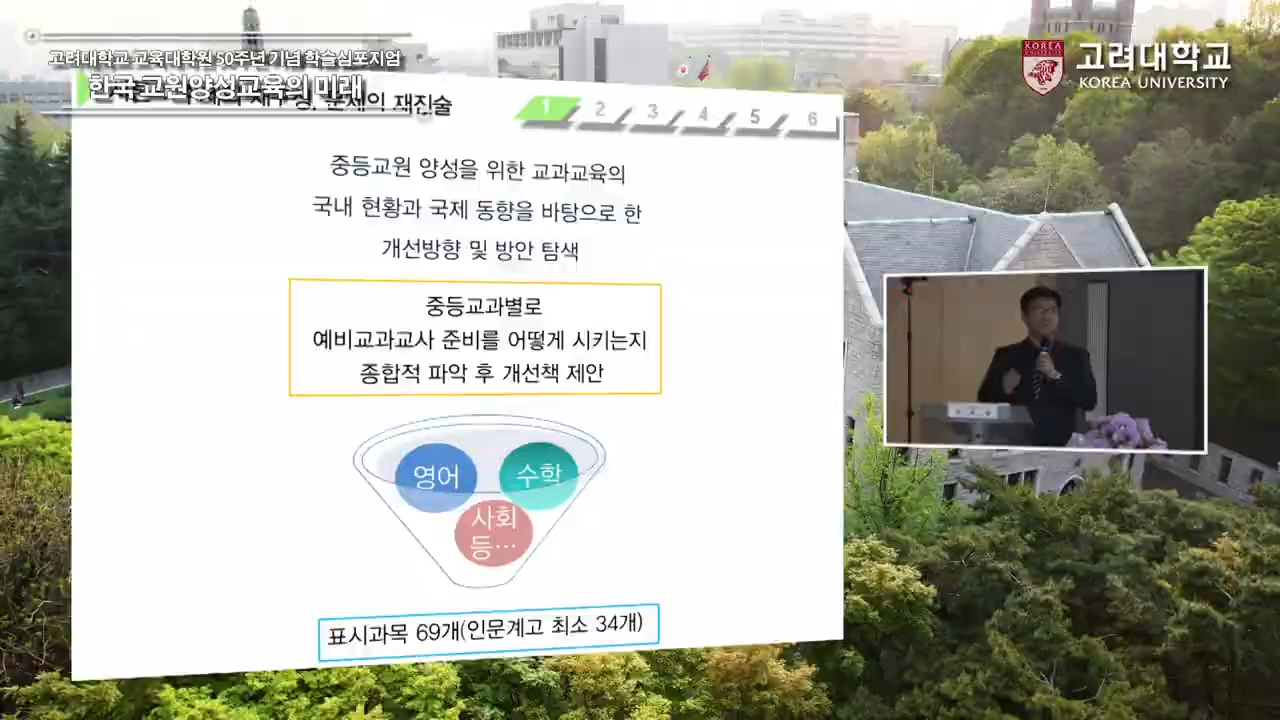 고려대학교 교육대학원 50주년 기념 학술심포지엄
한국 교원양성교육의 미래
재진술
KOREA
고려대학교
KOREA UNIVERSITY
1 2 3 4 5 6
중등교원 양성을 위한 교과교육의
국내 현황과 국제 동향을 바탕으로 한
개선방향 및 방안 탐색
중등교과별로
예비교과교사 준비를 어떻게 시키는지
종합적 파악 후 개선책 제안
영어
수학
사회
등…
표시과목 69개(인문계고 최소 34개)